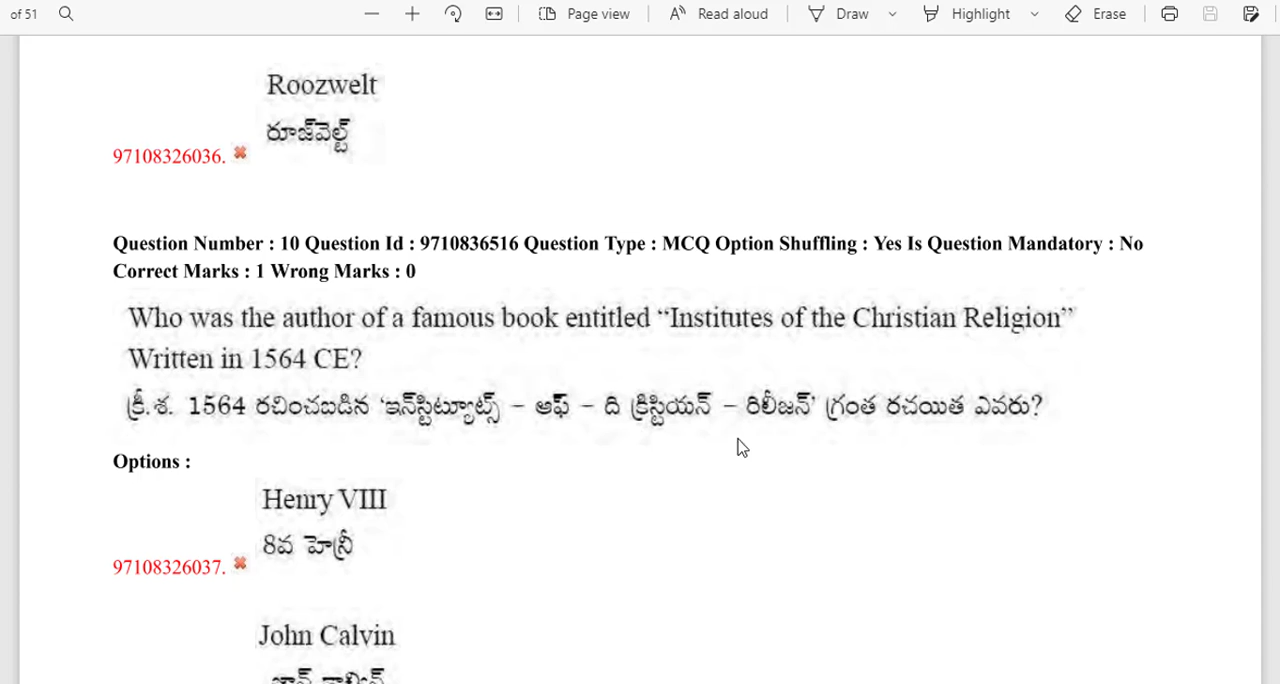 of 51 Page view Read aloud Draw Highlight Erase
Roozwelt
రూజ్‌వెల్ట్
97108326036.
Question Number : 10 Question Id : 9710836516 Question Type : MCQ Option Shuffling : Yes Is Question Mandatory : No
Correct Marks : 1 Wrong Marks : 0
Who was the author of a famous book entitled “Institutes of the Christian Religion”
Written in 1564 CE?
క్రీ.శ. 1564 రచించబడిన ‘ఇన్‌స్టిట్యూట్స్ – ఆఫ్ – ది క్రిస్టియన్ – రిలీజన్’ గ్రంత రచయిత ఎవరు?
Options :
Henry VIII
8వ హెన్రీ
97108326037.
John Calvin